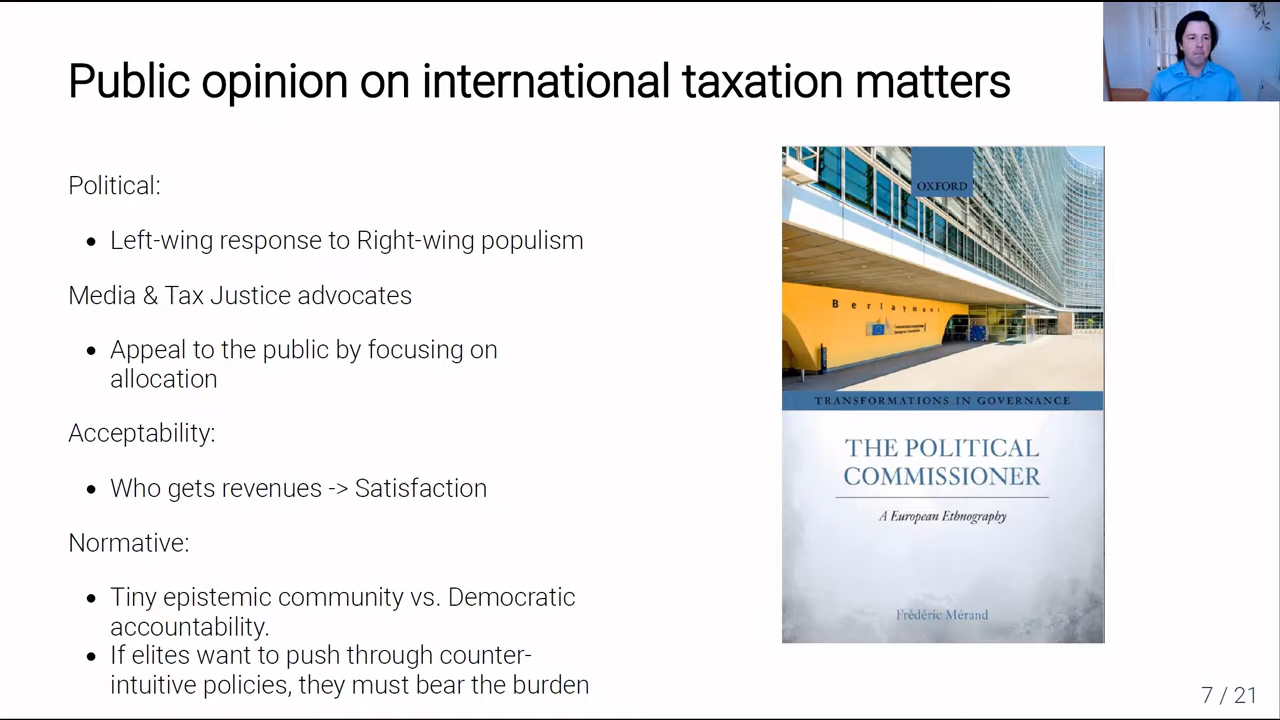 Public opinion on international taxation matters
Political:
• Left-wing response to Right-wing populism
Media & Tax Justice advocates
• Appeal to the public by focusing on
allocation
Acceptability:
• Who gets revenues -> Satisfaction
Normative:
• Tiny epistemic community vs. Democratic
accountability.
• If elites want to push through counter-
intuitive policies, they must bear the burden
OXFORD
Berlaymont
TRANSFORMATIONS IN GOVERNANCE
THE POLITICAL
COMMISSIONER
A European Ethnography
Frédéric Mérand
7 / 21